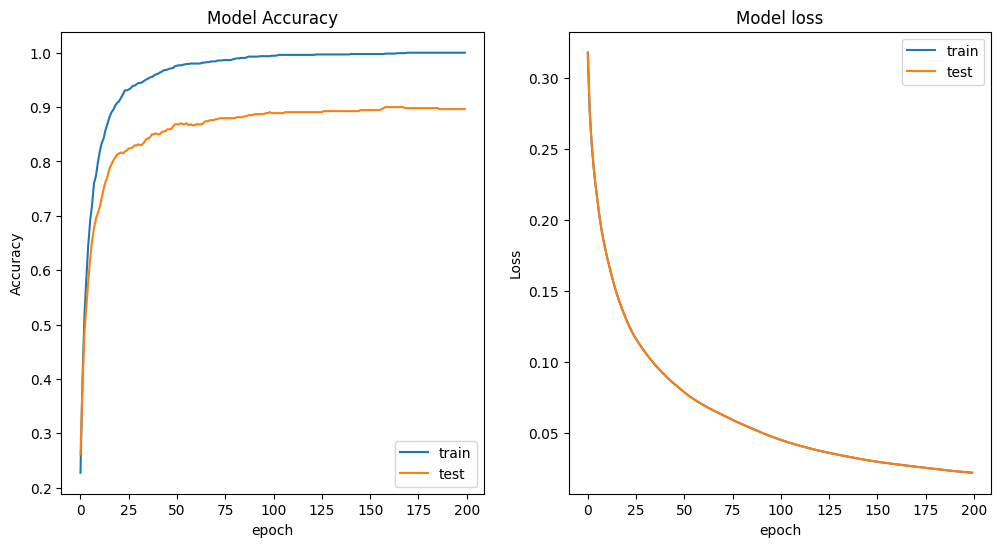 Model Accuracy
Accuracy
1.0
0.9
0.8
0.7
0.6
0.5
0.4
0.3
0.2
0 25 50 75 100 125 150 175 200
epoch
train
test
Model loss
Loss
0.30
0.25
0.20
0.15
0.10
0.05
0 25 50 75 100 125 150 175 200
epoch
train
test